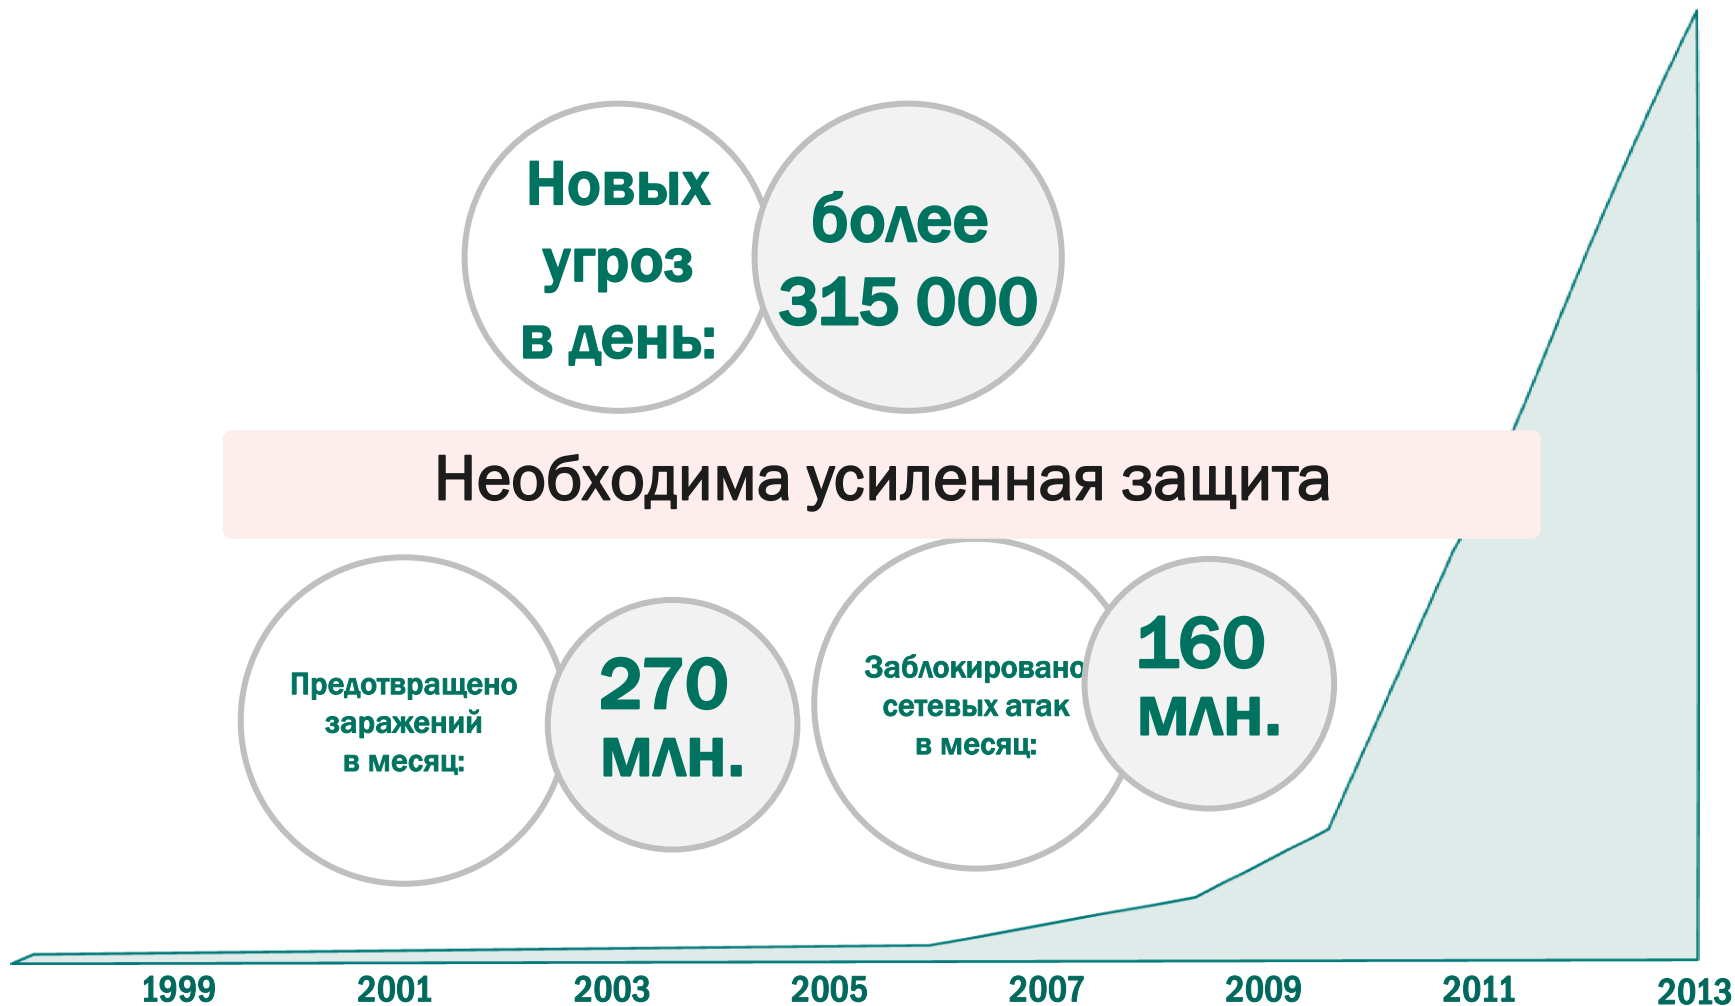 Новых
угроз
в день:
более
315 000
Необходима усиленная защита
Предотвращено
заражений
в месяц:
270
млн.
Заблокировано
сетевых атак
в месяц:
160
млн.
1999 2001 2003 2005 2007 2009 2011 2013